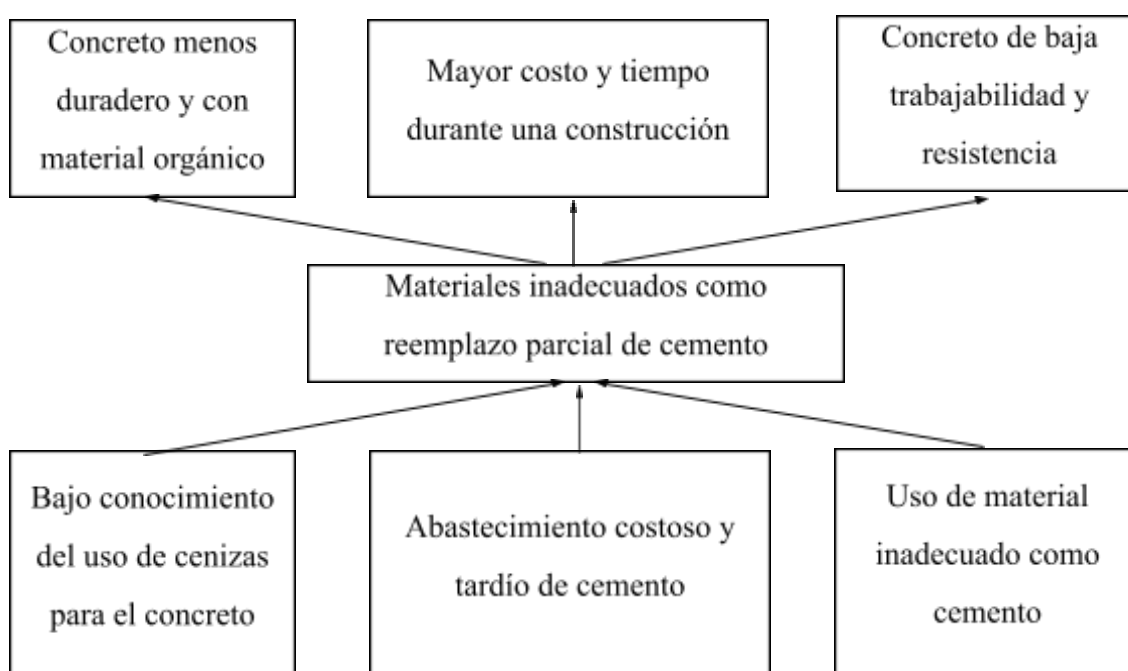 Concreto menos
duradero y con
material orgánico
Mayor costo y tiempo
durante una construcción
Concreto de baja
trabajabilidad y
resistencia
Materiales inadecuados como
reemplazo parcial de cemento
Bajo conocimiento
del uso de cenizas
para el concreto
Abastecimiento costoso y
tardío de cemento
Uso de material
inadecuado como
cemento